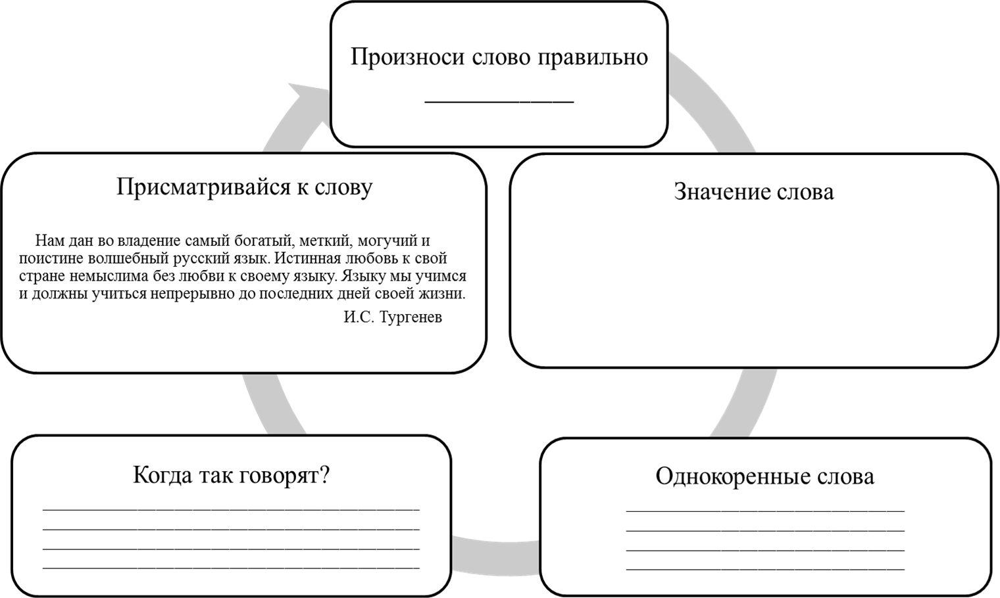 Произноси слово правильно
Присматривайся к слову
Нам дан во владение самый богатый, меткий, могучий и
поистине волшебный русский язык. Истинная любовь к свой
стране немыслима без любви к своему языку. Языку мы учимся
и должны учиться непрерывно до последних дней своей жизни.
И.С. Тургенев
Значение слова
Когда так говорят?
Однокоренные слова